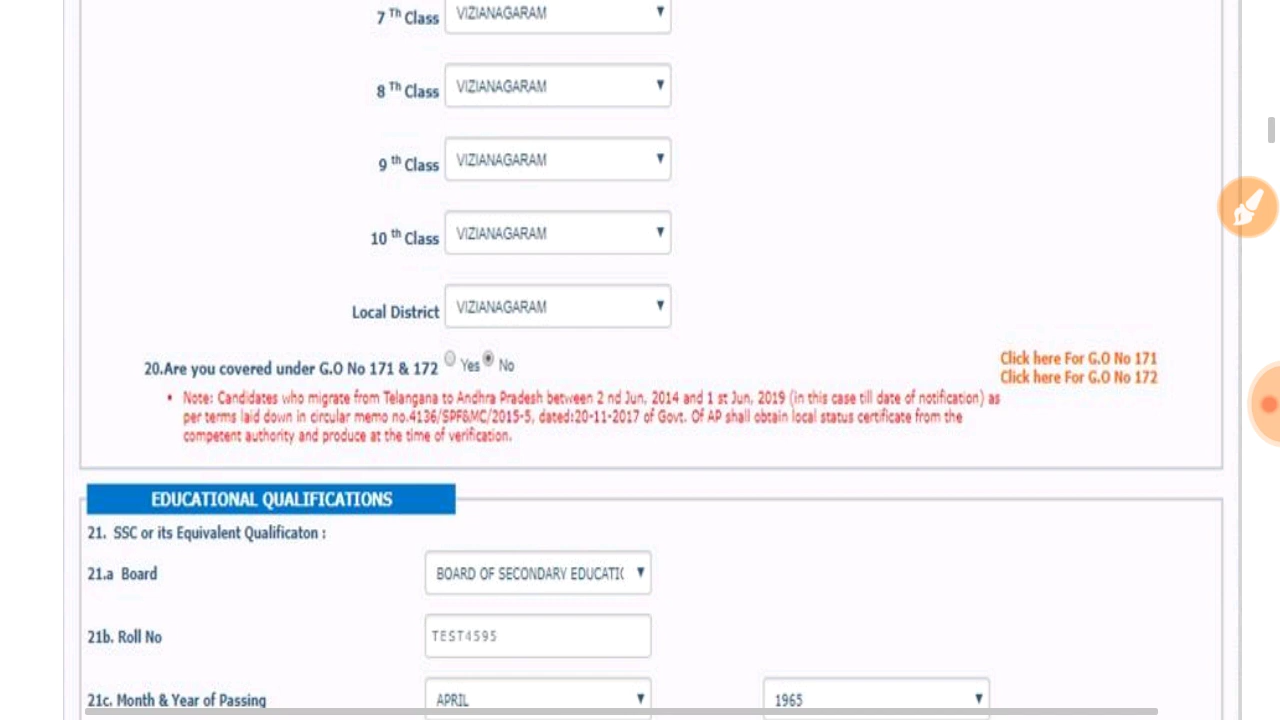 7 Th Class VIZIANAGARAM
8 Th Class VIZIANAGARAM
9 th Class VIZIANAGARAM
10 th Class VIZIANAGARAM
Local District VIZIANAGARAM
20.Are you covered under G.O No 171 & 172 Yes No
Click here For G.O No 171
Click here For G.O No 172
• Note: Candidates who migrate from Telangana to Andhra Pradesh between 2 nd Jun, 2014 and 1 st Jun, 2019 (in this case till date of notification) as
per terms laid down in circular memo no.4136/SPF&MC/2015-5, dated:20-11-2017 of Govt. Of AP shall obtain local status certificate from the
competent authority and produce at the time of verification.
EDUCATIONAL QUALIFICATIONS
21. SSC or its Equivalent Qualificaton :
21.a Board BOARD OF SECONDARY EDUCATI(
21b. Roll No TEST4595
21c. Month & Year of Passing APRIL 1965